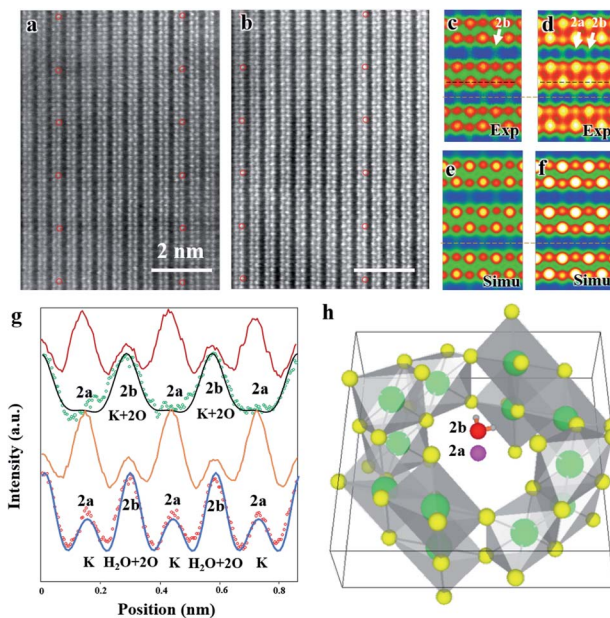 a
b
2 nm
c
2b
Exp
d
2a 2b
Exp
e
Simu
f
Simu
g
Intensity (a.u.)
2a 2b 2a 2b 2a
K+2O K+2O
2a 2b 2a 2b 2a
K H₂O+2O K H₂O+2O K
0 0.2 0.4 0.6 0.8
Position (nm)
h
2b
2a